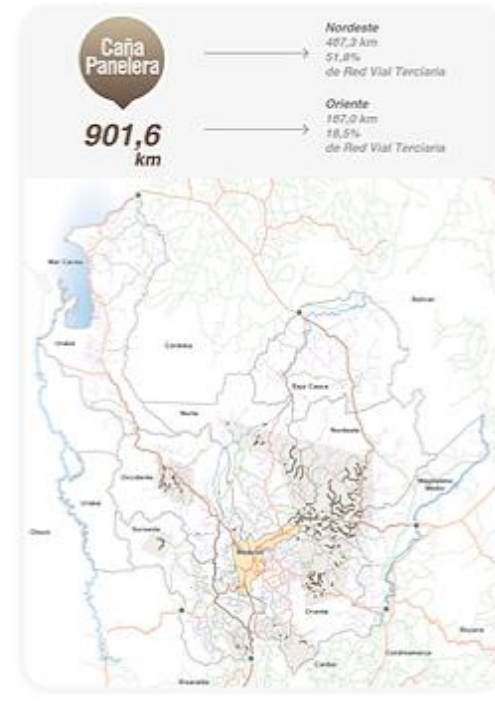 Caña
Panelera
901,6
km
Nordeste
467,3 km
51,8%
de Red Vial Terciaria
Oriente
167,0 km
18,5%
de Red Vial Terciaria
Mar Caribe
Bolívar
Urabá
Córdoba
Bajo Cauca
Norte
Nordeste
Occidente
Magdalena
Medio
Urabá
Chocó
Suroeste
Medellín
Oriente
Boyacá
Caldas
Cundinamarca
Risaralda